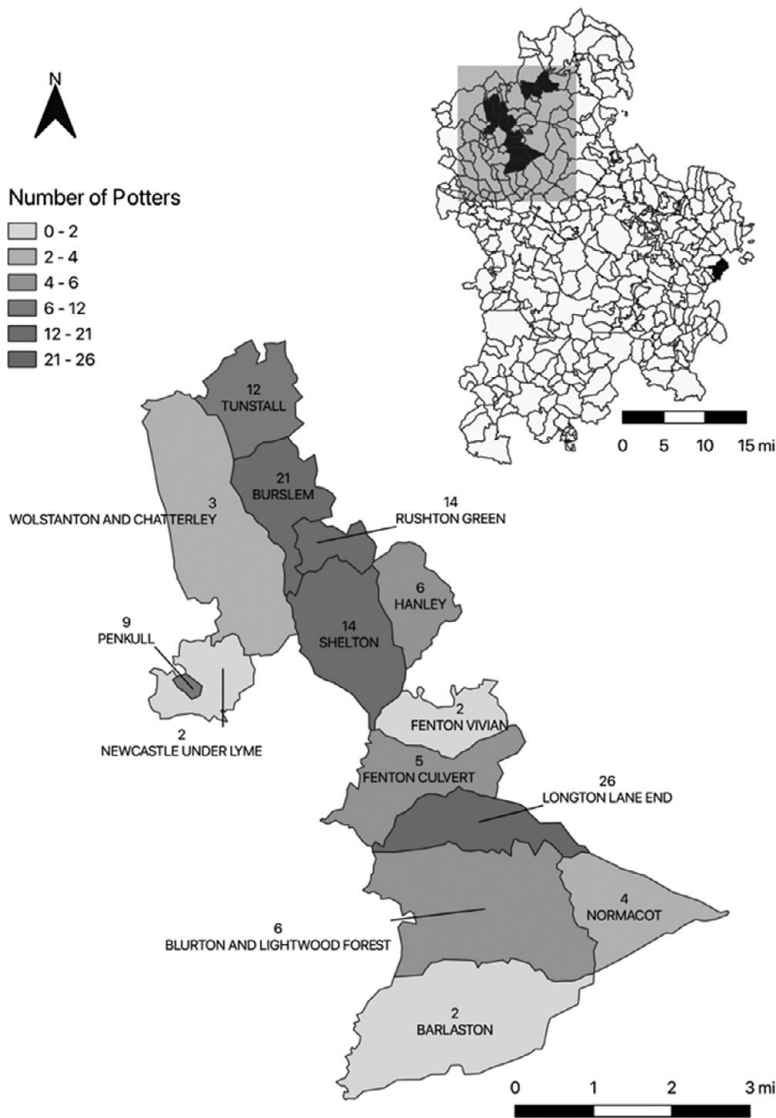 N
Number of Potters
0 - 2
2 - 4
4 - 6
6 - 12
12 - 21
21 - 26
0 5 10 15 mi
12
TUNSTALL
21
BURSLEM
3
WOLSTANTON AND CHATTERLEY
14
RUSHTON GREEN
6
HANLEY
14
SHELTON
9
PENKULL
2
NEWCASTLE UNDER LYME
2
FENTON VIVIAN
5
FENTON CULVERT
26
LONGTON LANE END
4
NORMACOT
6
BLURTON AND LIGHTWOOD FOREST
2
BARLASTON
0 1 2 3 mi